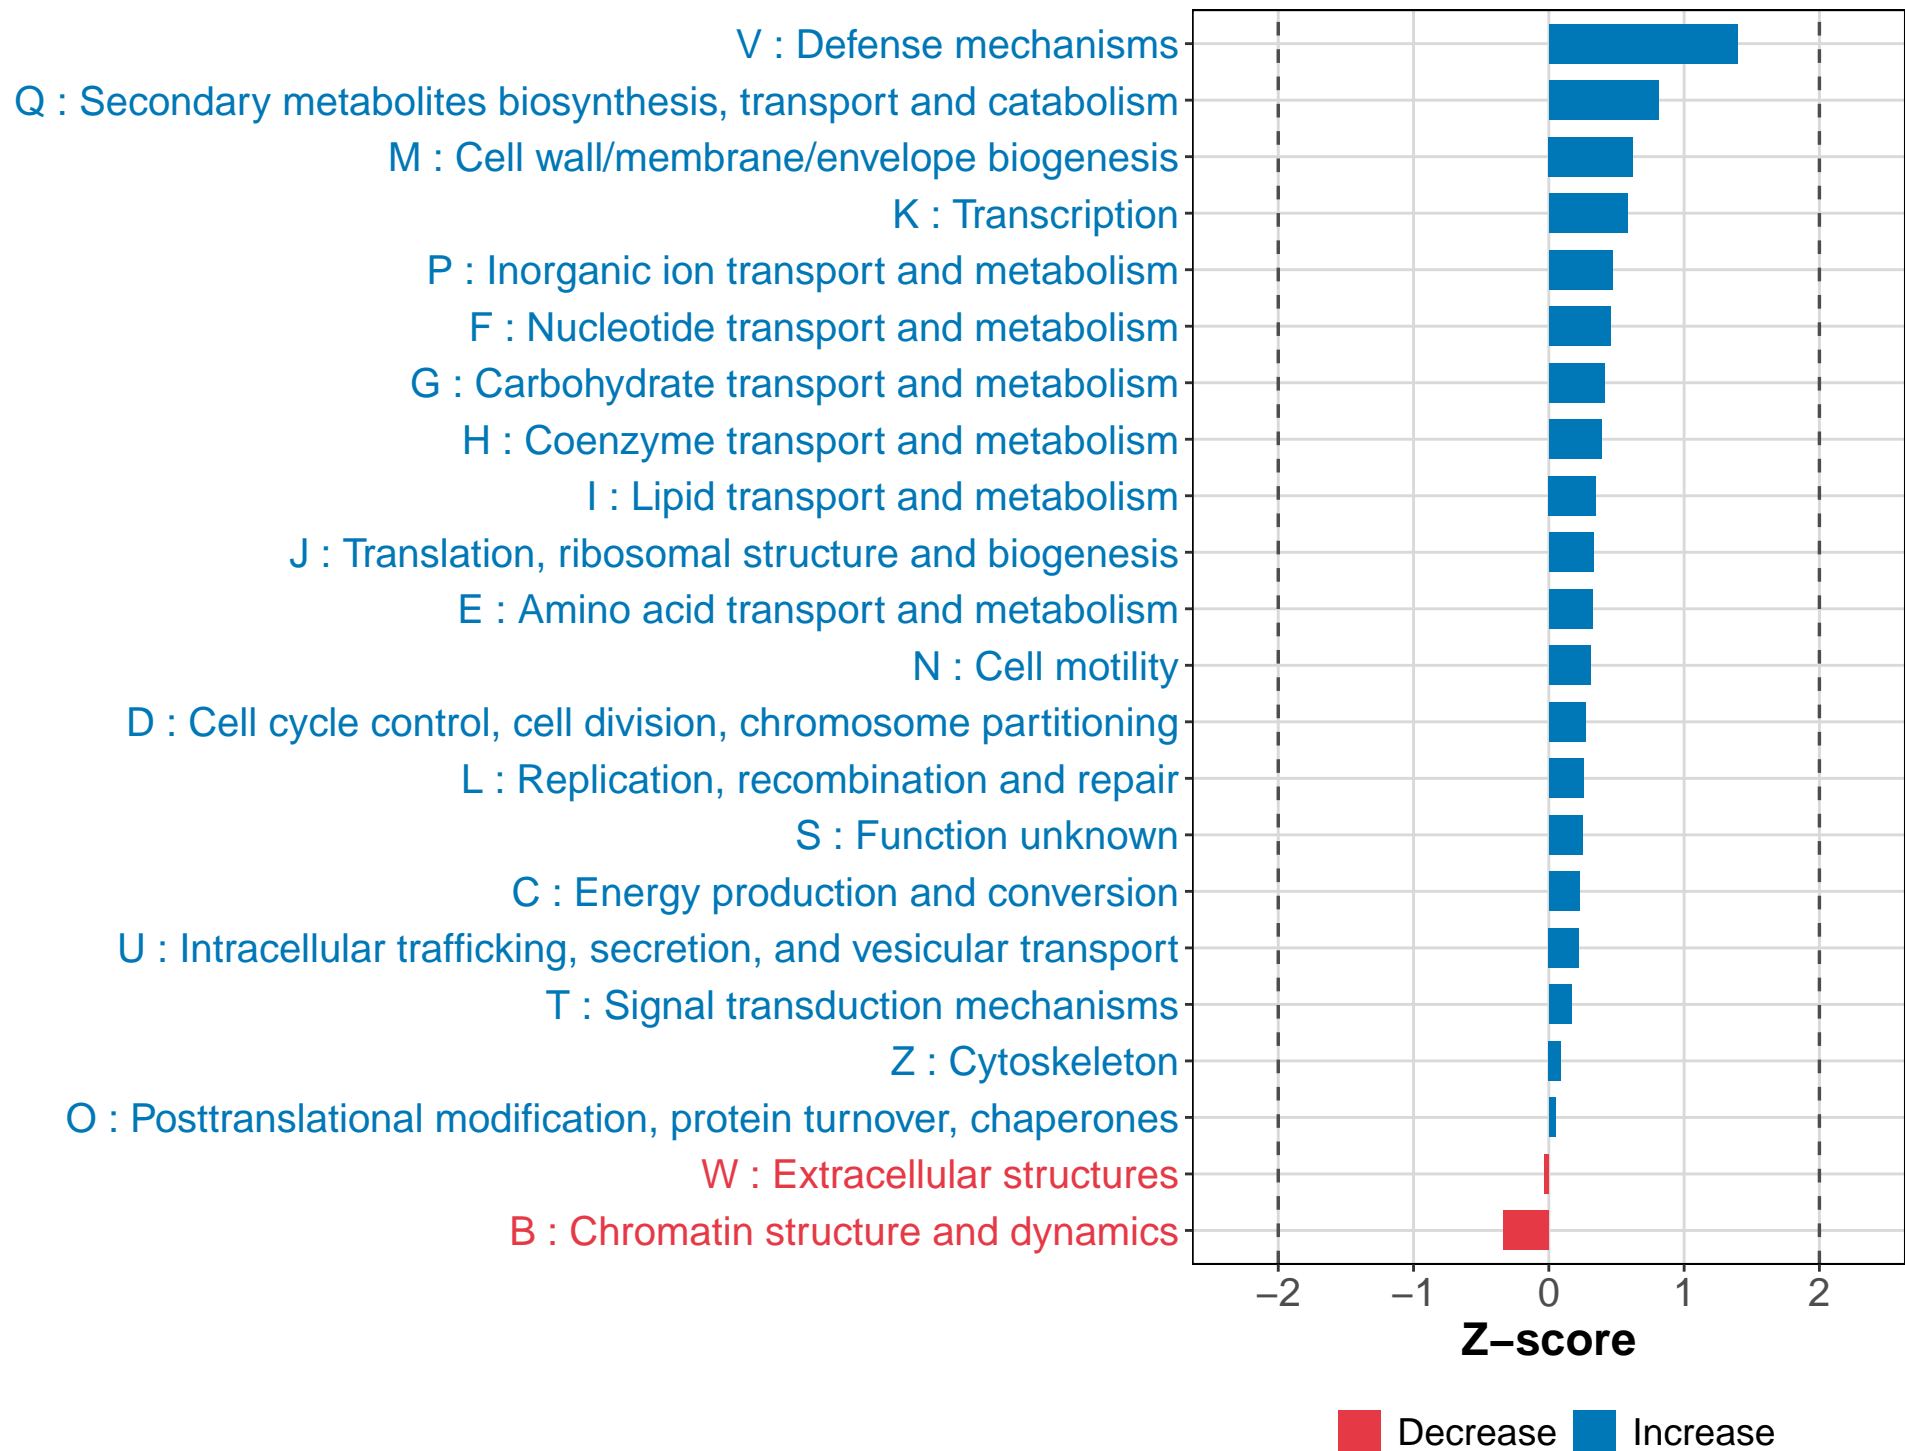 V : Defense mechanisms
Q : Secondary metabolites biosynthesis, transport and catabolism
M : Cell wall/membrane/envelope biogenesis
K : Transcription
P : Inorganic ion transport and metabolism
F : Nucleotide transport and metabolism
G : Carbohydrate transport and metabolism
H : Coenzyme transport and metabolism
I : Lipid transport and metabolism
J : Translation, ribosomal structure and biogenesis
E : Amino acid transport and metabolism
N : Cell motility
D : Cell cycle control, cell division, chromosome partitioning
L : Replication, recombination and repair
S : Function unknown
C : Energy production and conversion
U : Intracellular trafficking, secretion, and vesicular transport
T : Signal transduction mechanisms
Z : Cytoskeleton
O : Posttranslational modification, protein turnover, chaperones
W : Extracellular structures
B : Chromatin structure and dynamics
−2 −1 0 1 2
Z−score
Decrease Increase